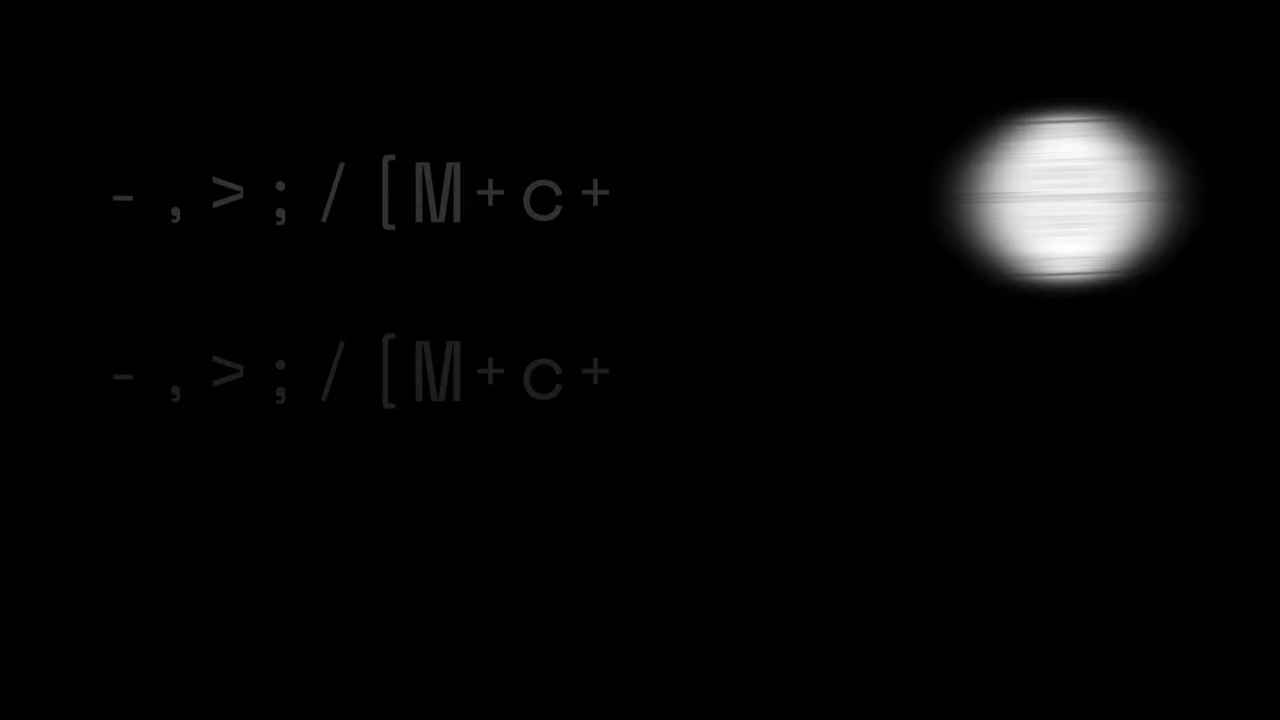 - , > ; / [ M + c +
- , > ; / [ M + c +